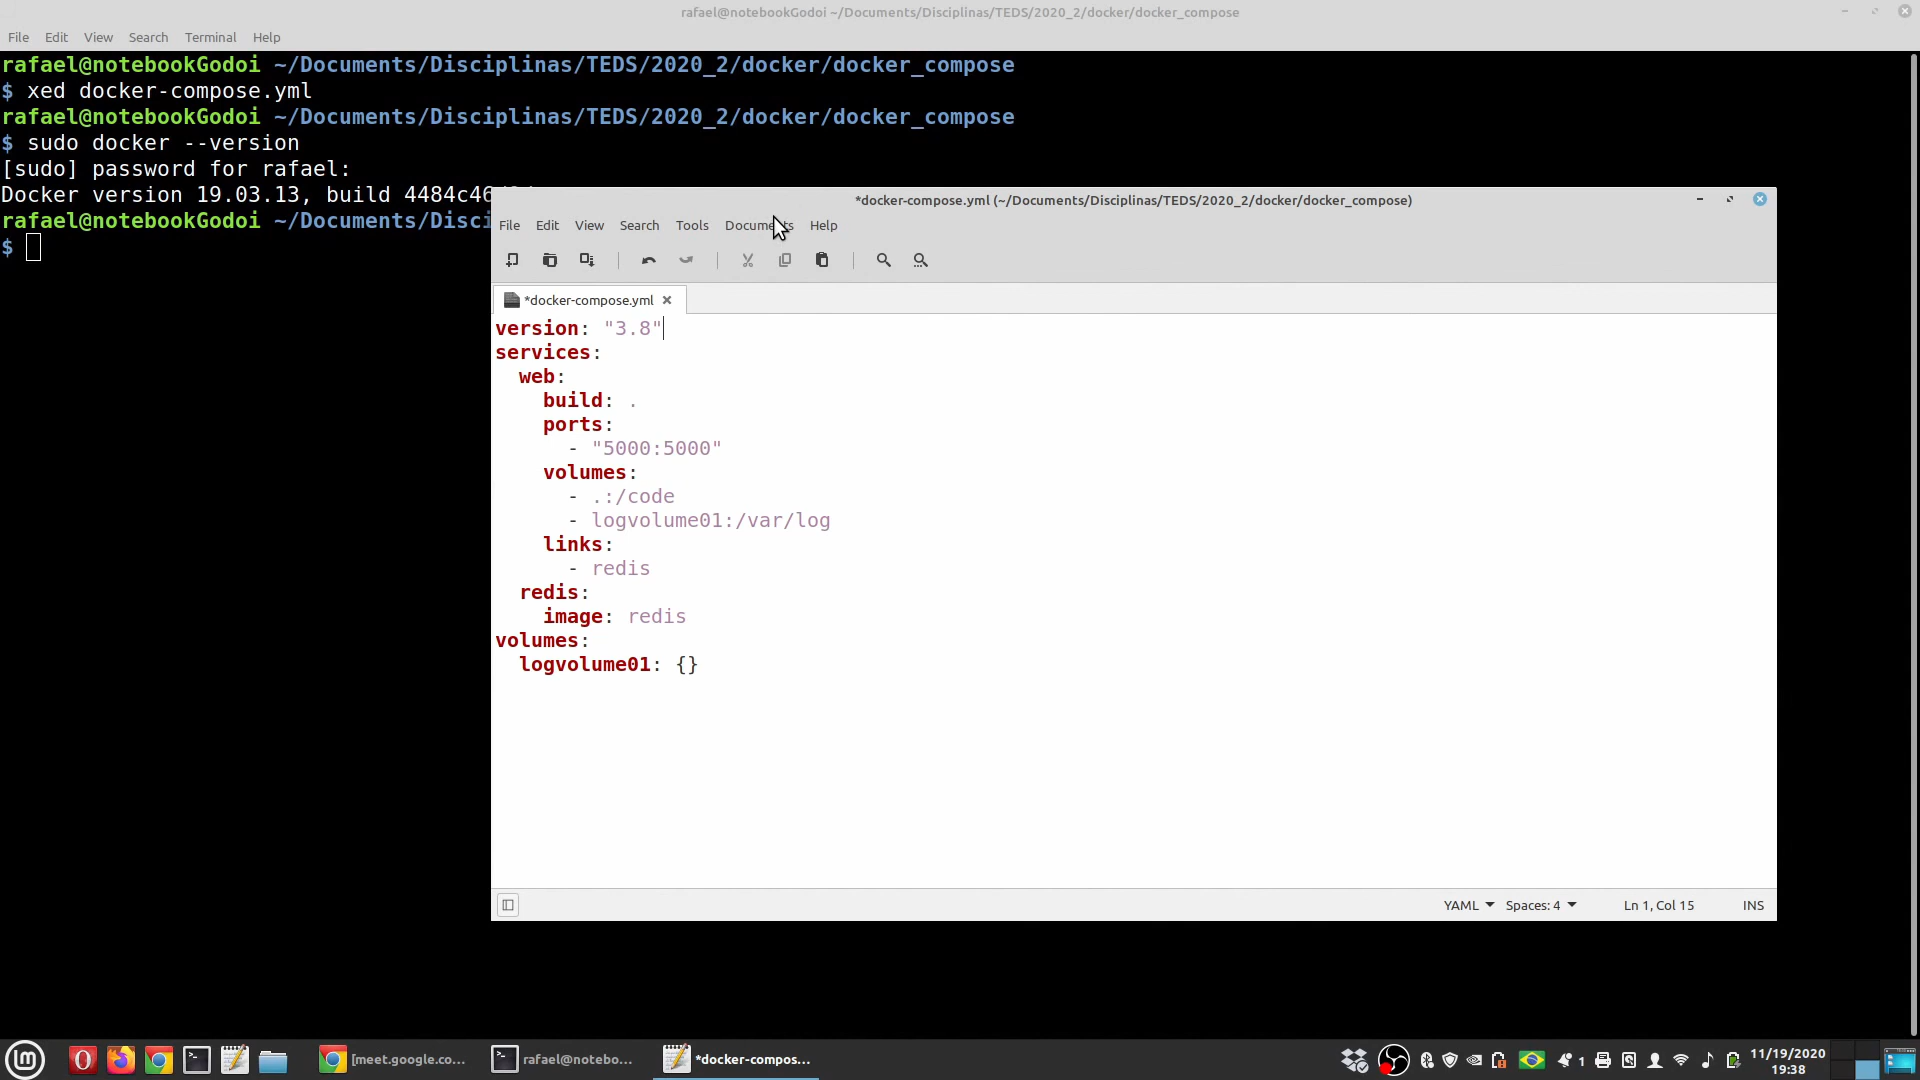 rafael@notebookGodoi ~/Documents/Disciplinas/TEDS/2020_2/docker/docker_compose
File Edit View Search Terminal Help
rafael@notebookGodoi ~/Documents/Disciplinas/TEDS/2020_2/docker/docker_compose
$ xed docker-compose.yml
rafael@notebookGodoi ~/Documents/Disciplinas/TEDS/2020_2/docker/docker_compose
$ sudo docker --version
[sudo] password for rafael:
Docker version 19.03.13, build 4484c46
rafael@notebookGodoi ~/Documents/Disci
$
*docker-compose.yml (~/Documents/Disciplinas/TEDS/2020_2/docker/docker_compose)
File Edit View Search Tools Documents Help
*docker-compose.yml
version: "3.8"
services:
  web:
    build: .
    ports:
      - "5000:5000"
    volumes:
      - .:/code
      - logvolume01:/var/log
    links:
      - redis
  redis:
    image: redis
volumes:
  logvolume01: {}
YAML Spaces: 4 Ln 1, Col 15 INS
[meet.google.co... rafael@notebo... *docker-compos... 1 11/19/2020
19:38